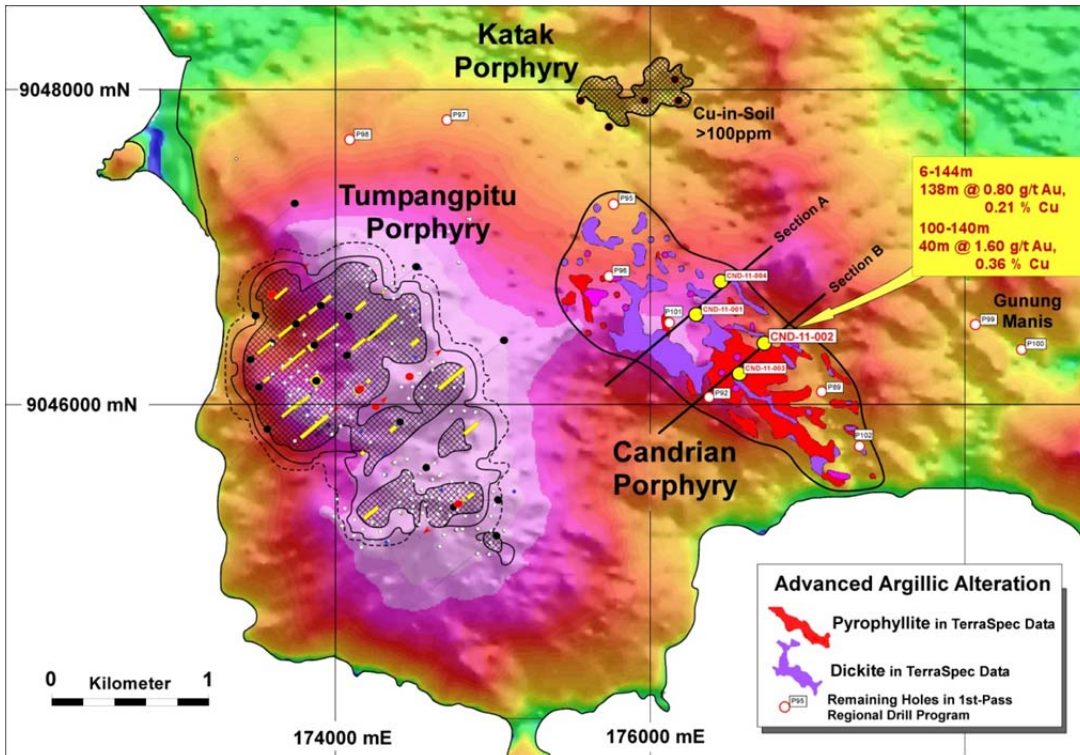 Katak
Porphyry
9048000 mN
P97
P98
Cu-in-Soil
>100ppm
6-144m
138m @ 0.80 g/t Au,
0.21 % Cu
100-140m
40m @ 1.60 g/t Au,
0.36 % Cu
Tumpangpitu
Porphyry
P95
Section A
P96
CND-11-004
Section B
CND-11-001
P101
Gunung
Manis
P99
CND-11-002
P100
CND-11-003
P92
P89
9046000 mN
P102
Candrian
Porphyry
Advanced Argillic Alteration
Pyrophyllite in TerraSpec Data
Dickite in TerraSpec Data
P95
Remaining Holes in 1st-Pass
Regional Drill Program
0 Kilometer 1
174000 mE
176000 mE